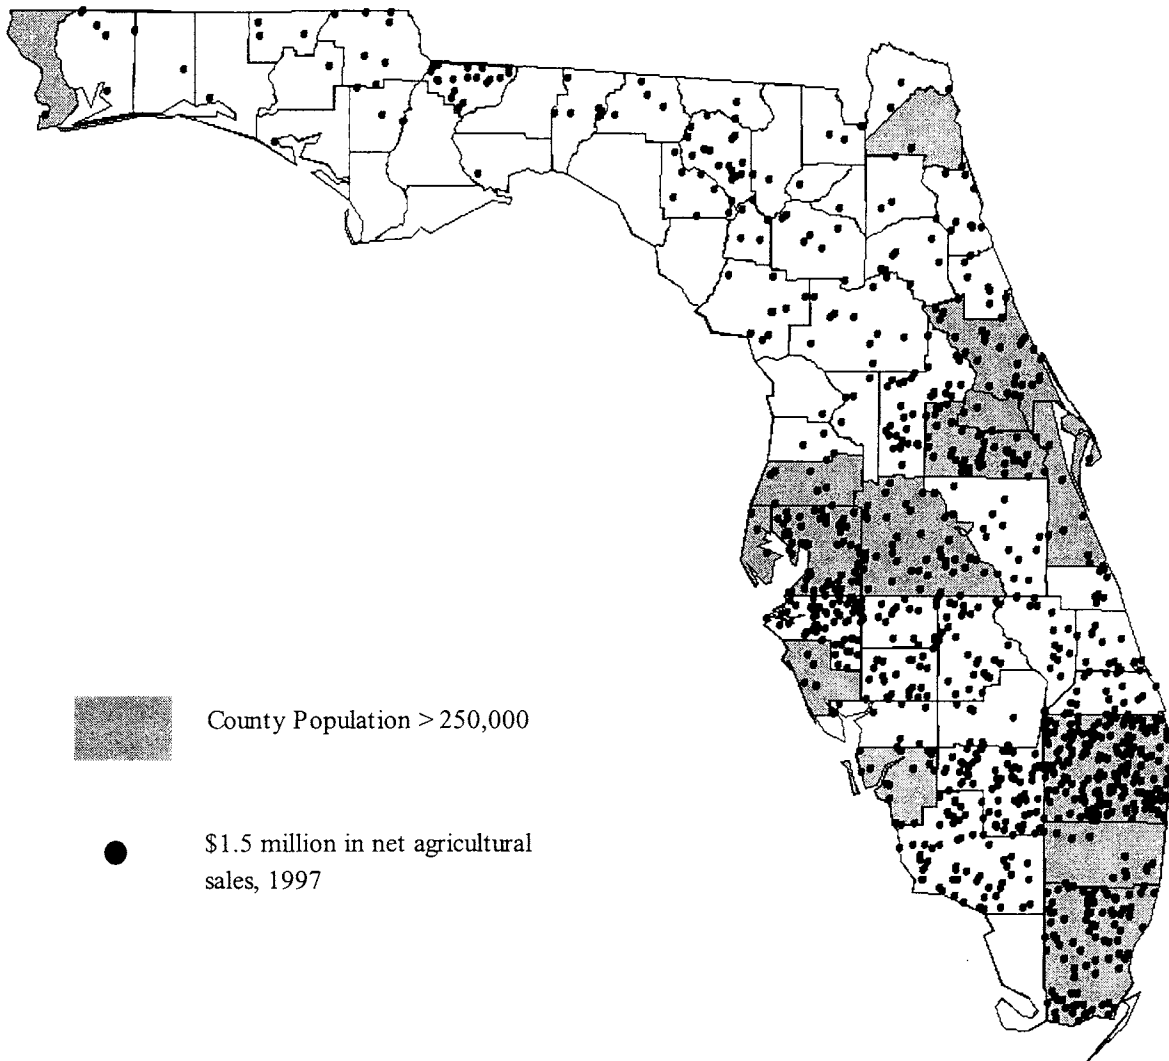 County Population > 250,000
$1.5 million in net agricultural
sales, 1997